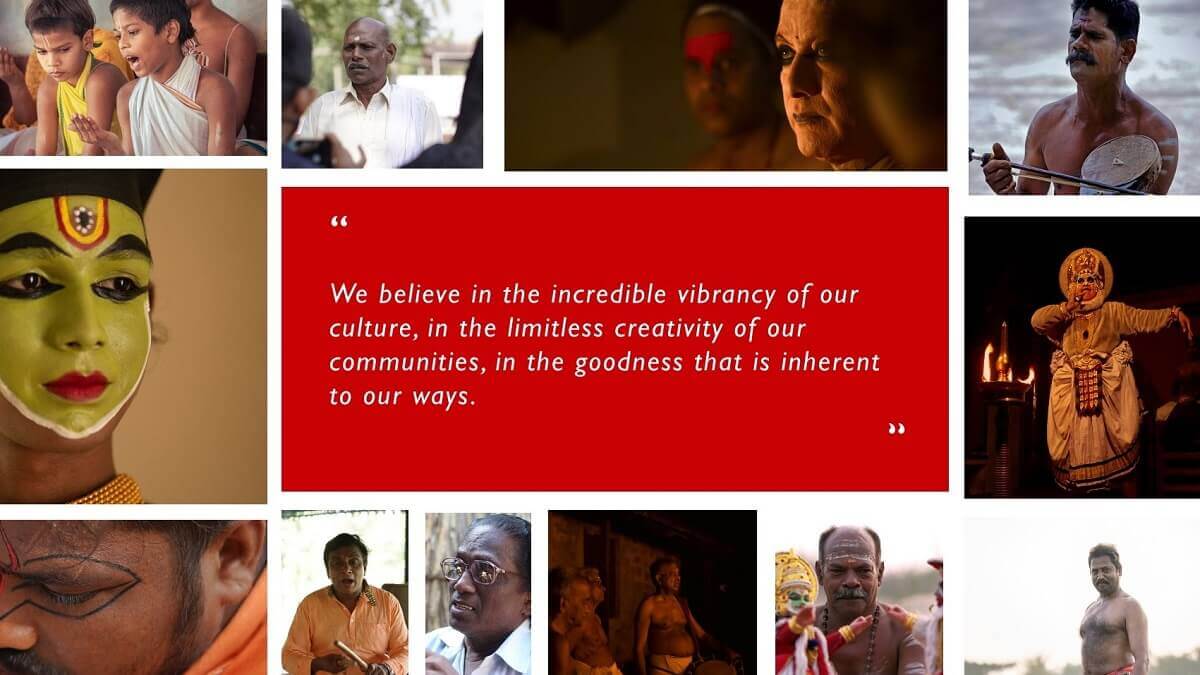 “
We believe in the incredible vibrancy of our
culture, in the limitless creativity of our
communities, in the goodness that is inherent
to our ways.
”